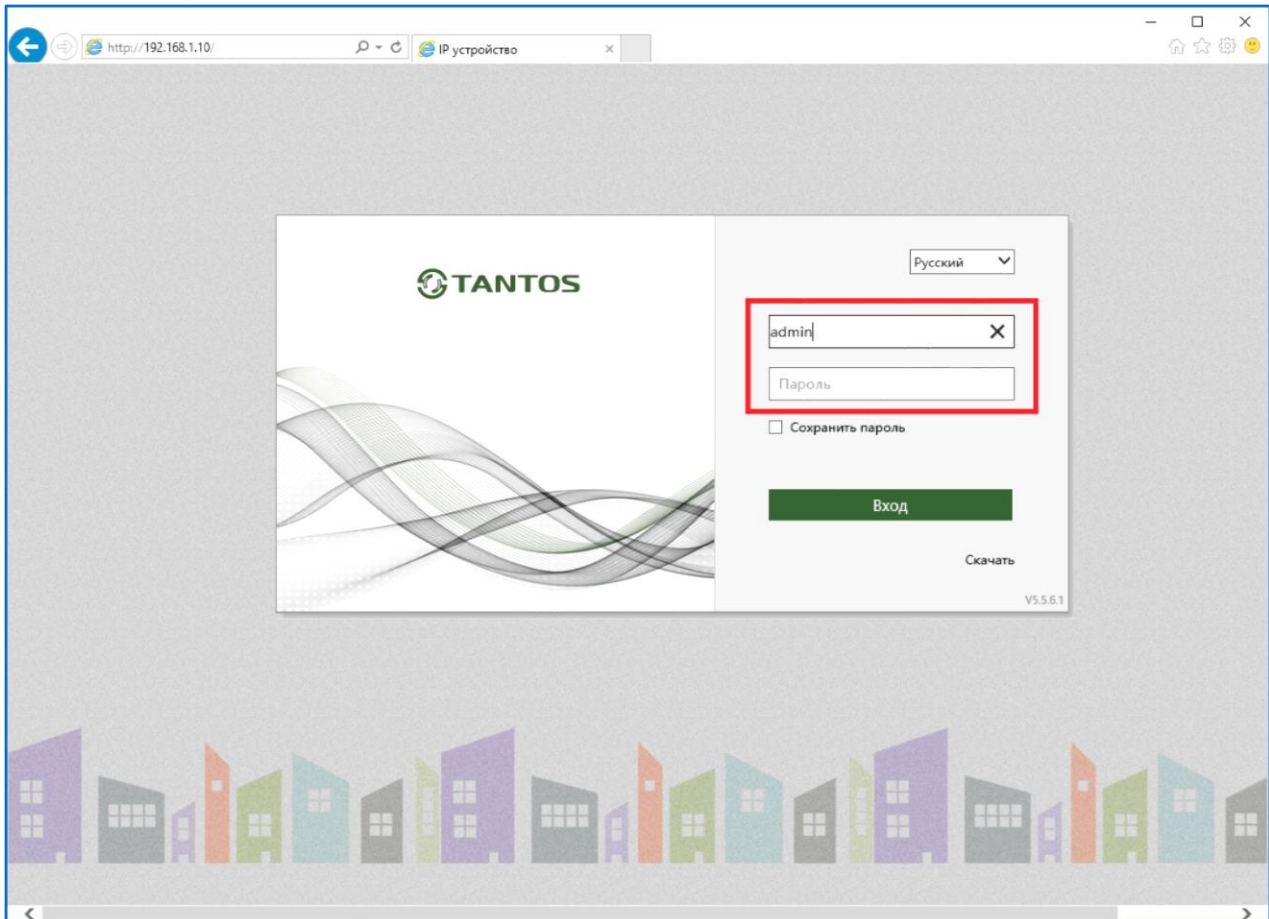 http://192.168.1.10/
IP устройство
TANTOS
Русский
admin
Пароль
Сохранить пароль
Вход
Скачать
V5.5.6.1